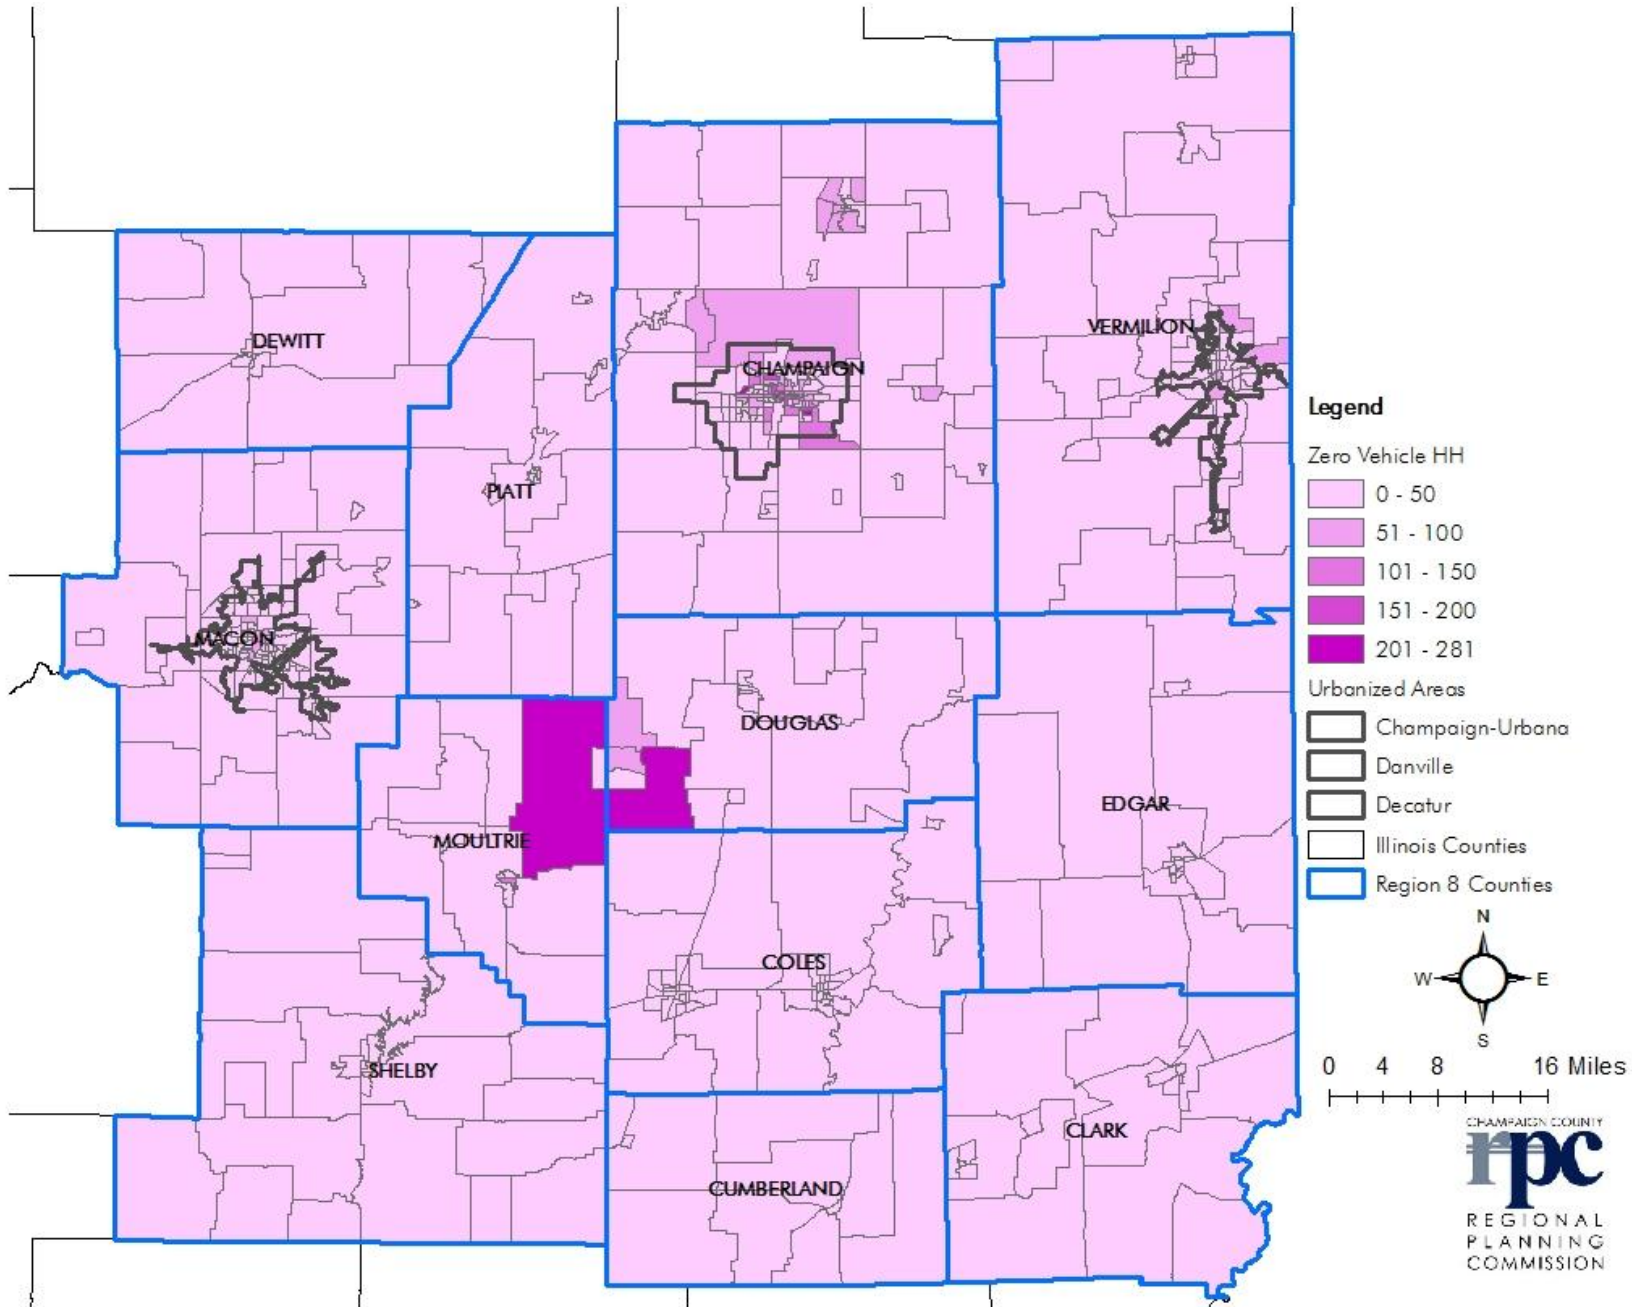 DEWITT
CHAMPAIGN
VERMILION
PIATT
MACON
DOUGLAS
MOULTRIE
EDGAR
COLES
SHELBY
CLARK
CUMBERLAND
Legend
Zero Vehicle HH
0 - 50
51 - 100
101 - 150
151 - 200
201 - 281
Urbanized Areas
Champaign-Urbana
Danville
Decatur
Illinois Counties
Region 8 Counties
N
W E
S
0 4 8 16 Miles
CHAMPAIGN COUNTY
rpc
REGIONAL
PLANNING
COMMISSION